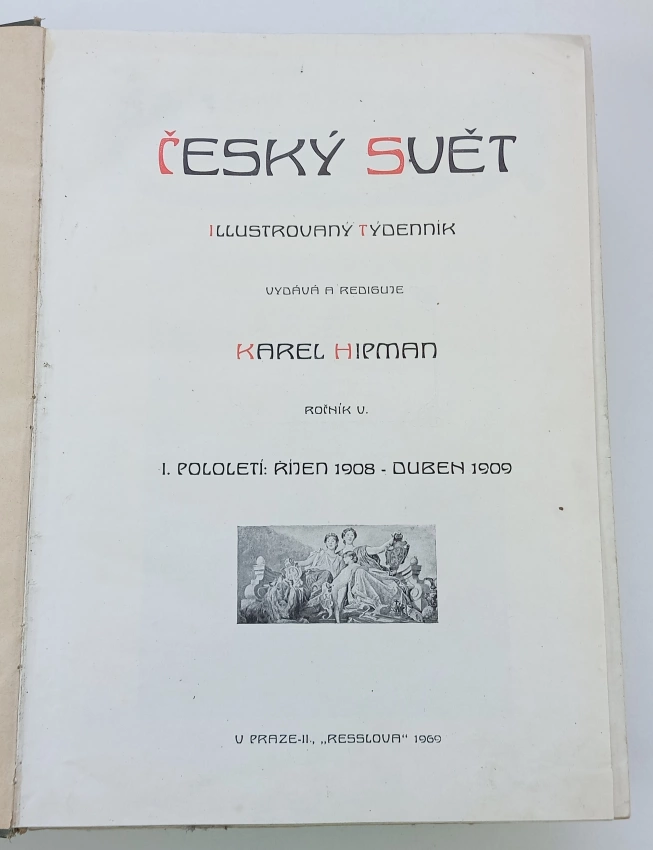 ČESKÝ SVĚT
ILLUSTROVANÝ TÝDENNÍK
VYDÁVÁ A REDIGUJE
KAREL HIPMAN
ROČNÍK V.
I. POLOLETÍ: ŘÍJEN 1908 - DUBEN 1909
V PRAZE-II., „RESSLOVA“ 1969